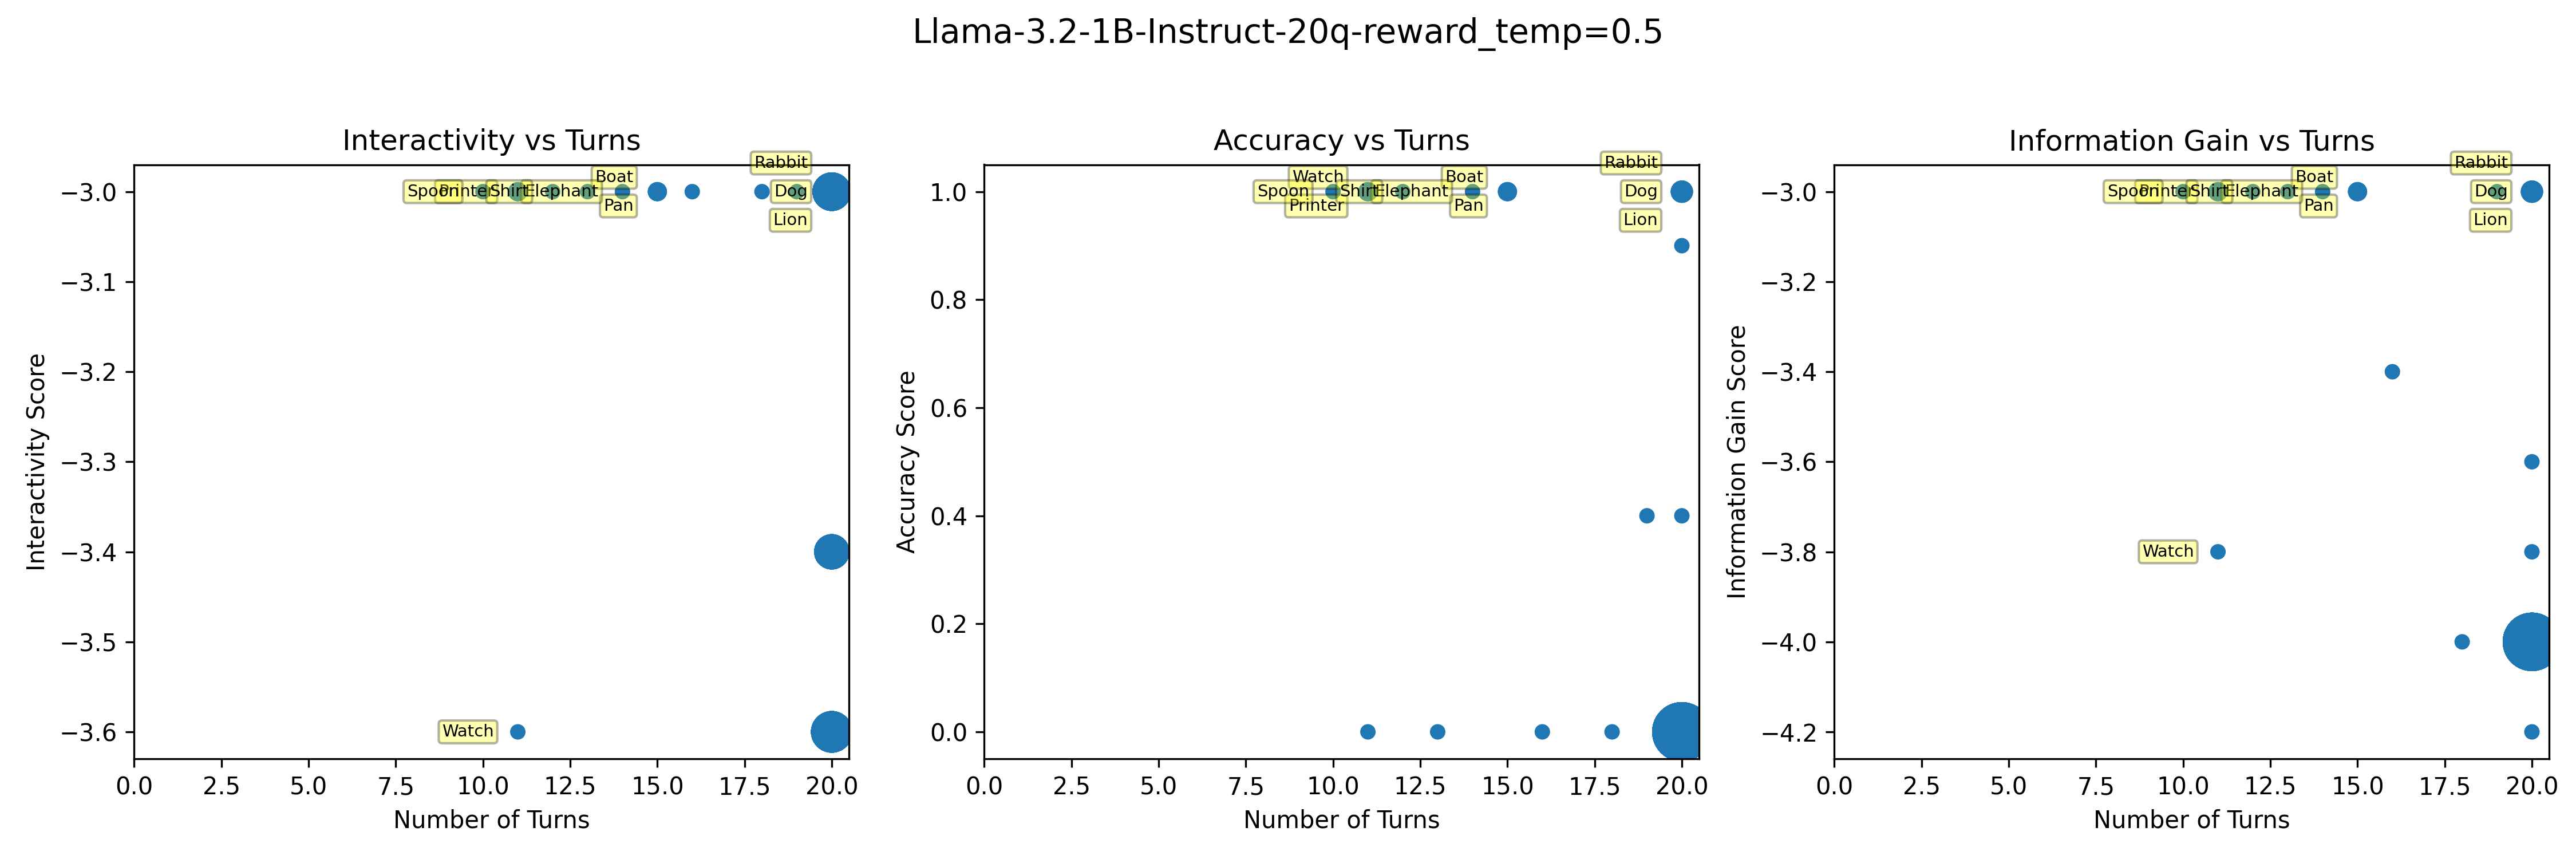 Llama-3.2-1B-Instruct-20q-reward_temp=0.5
Interactivity vs Turns
Interactivity Score
−3.0
−3.1
−3.2
−3.3
−3.4
−3.5
−3.6
Spoon
Printer
Shirt
Elephant
Boat
Pan
Rabbit
Dog
Lion
Watch
0.0 2.5 5.0 7.5 10.0 12.5 15.0 17.5 20.0
Number of Turns
Accuracy vs Turns
Accuracy Score
1.0
0.8
0.6
0.4
0.2
0.0
Watch
Spoon
Printer
Shirt
Elephant
Boat
Pan
Rabbit
Dog
Lion
0.0 2.5 5.0 7.5 10.0 12.5 15.0 17.5 20.0
Number of Turns
Information Gain vs Turns
Information Gain Score
−3.0
−3.2
−3.4
−3.6
−3.8
−4.0
−4.2
Spoon
Printer
Shirt
Elephant
Boat
Pan
Rabbit
Dog
Lion
Watch
0.0 2.5 5.0 7.5 10.0 12.5 15.0 17.5 20.0
Number of Turns